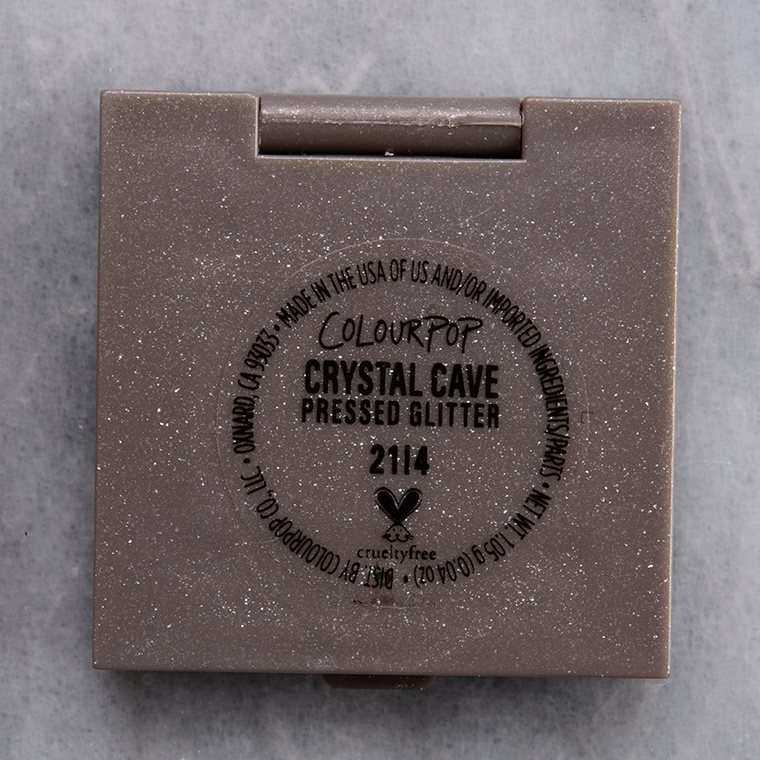 MADE IN THE USA OF US AND/OR IMPORTED INGREDIENTS/PARTS • NET WT. 1.05 g (0.04 oz) • DIST. BY COLOURPOP CO, LLC. • OXNARD, CA 93033 •
COLOURPOP
CRYSTAL CAVE
PRESSED GLITTER
2114
crueltyfree